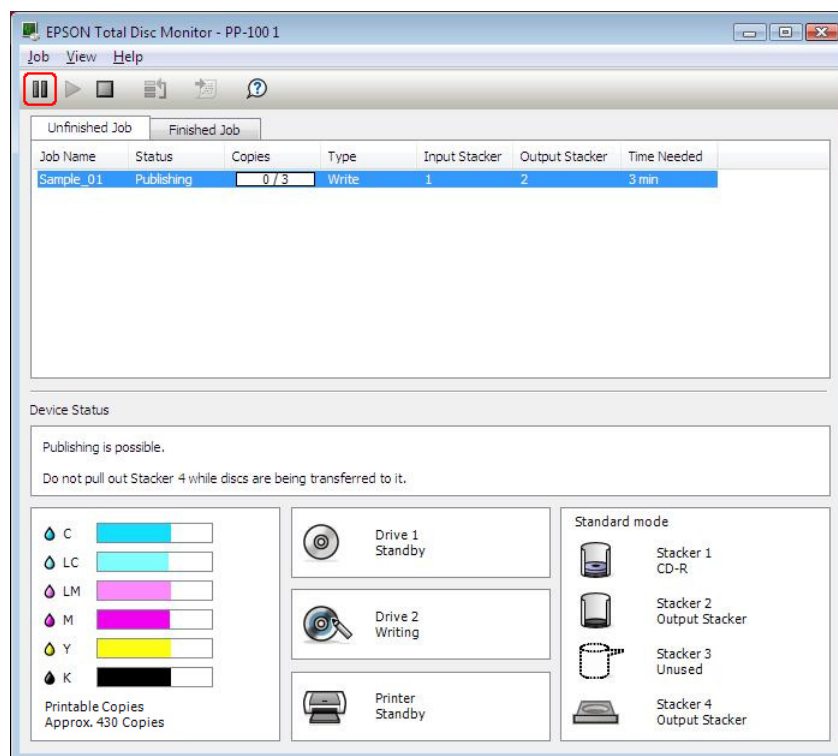 EPSON Total Disc Monitor - PP-100 1
Job View Help
Unfinished Job Finished Job
Job Name Status Copies Type Input Stacker Output Stacker Time Needed
Sample_01 Publishing 0 / 3 Write 1 2 3 min
Device Status
Publishing is possible.
Do not pull out Stacker 4 while discs are being transferred to it.
C
LC
LM
M
Y
K
Printable Copies
Approx. 430 Copies
Drive 1
Standby
Drive 2
Writing
Printer
Standby
Standard mode
Stacker 1
CD-R
Stacker 2
Output Stacker
Stacker 3
Unused
Stacker 4
Output Stacker